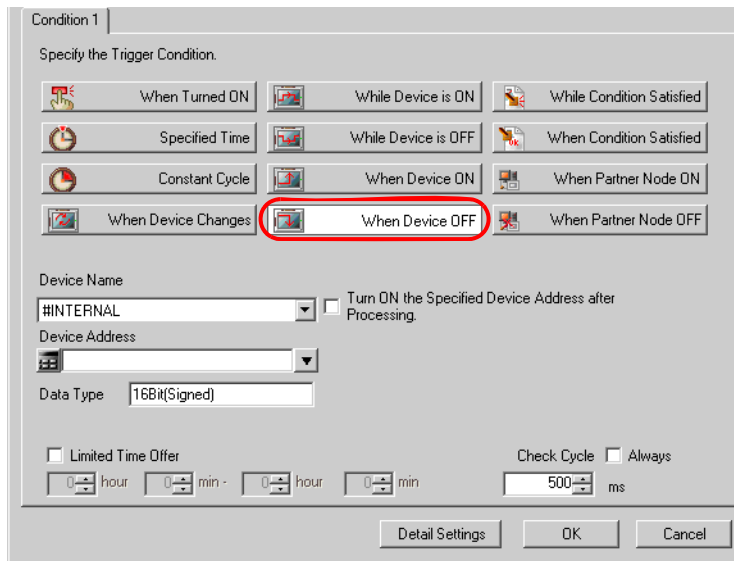 Condition 1
Specify the Trigger Condition.
When Turned ON While Device is ON While Condition Satisfied
Specified Time While Device is OFF When Condition Satisfied
Constant Cycle When Device ON When Partner Node ON
When Device Changes When Device OFF When Partner Node OFF
Device Name
#INTERNAL Turn ON the Specified Device Address after
Processing.
Device Address
Data Type 16Bit(Signed)
Limited Time Offer Check Cycle Always
0 hour 0 min - 0 hour 0 min 500 ms
Detail Settings OK Cancel